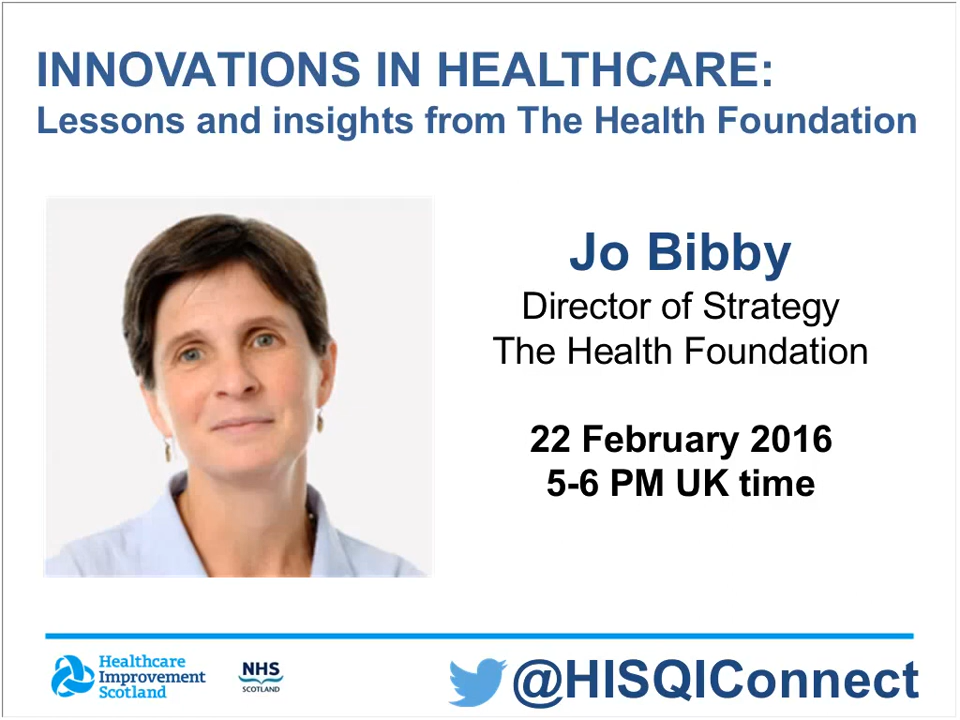 INNOVATIONS IN HEALTHCARE:
Lessons and insights from The Health Foundation
Jo Bibby
Director of Strategy
The Health Foundation
22 February 2016
5-6 PM UK time
Healthcare
Improvement
Scotland
NHS
SCOTLAND
@HISQIConnect